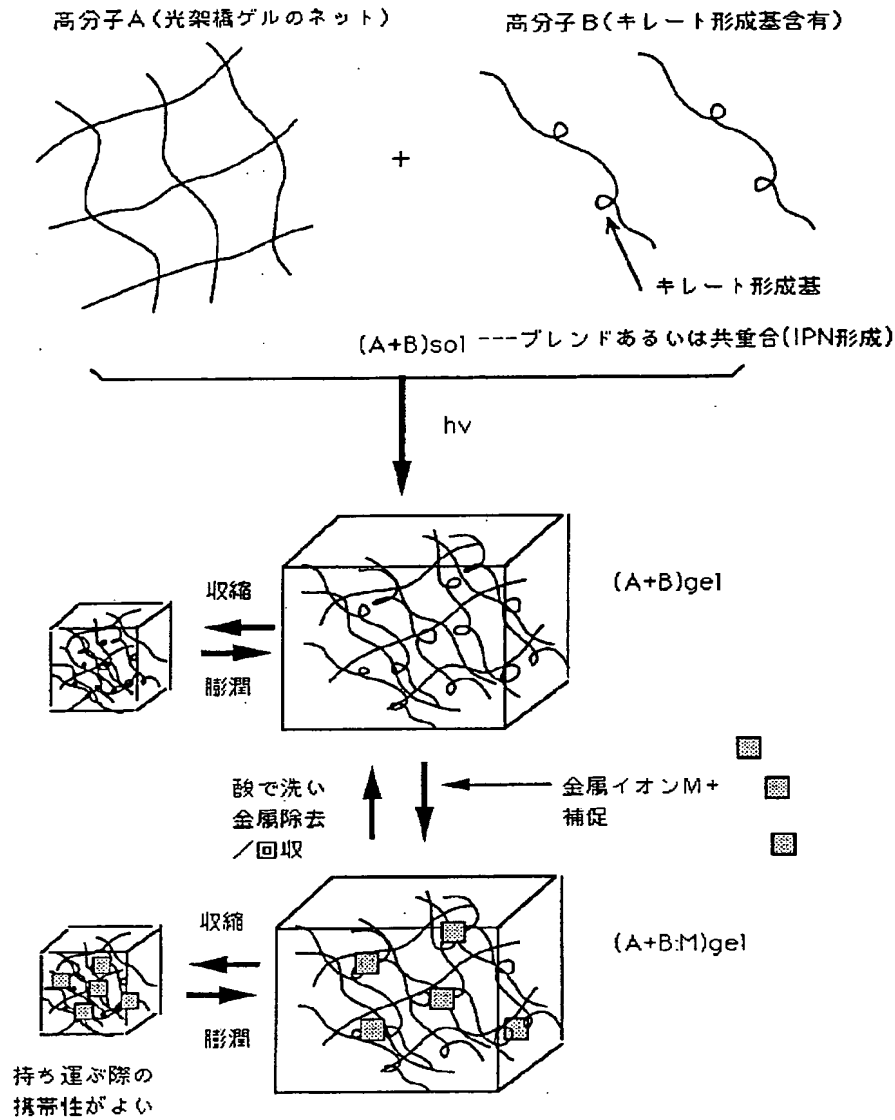 高分子A(光架橋ゲルのネット)
高分子B(キレート形成基含有)
+
キレート形成基
(A+B)sol ---ブレンドあるいは共重合(IPN形成)
hν
(A+B)gel
収縮
膨潤
酸で洗い
金属除去
/回収
金属イオンM+
補促
(A+B:M)gel
収縮
膨潤
持ち運ぶ際の
携帯性がよい